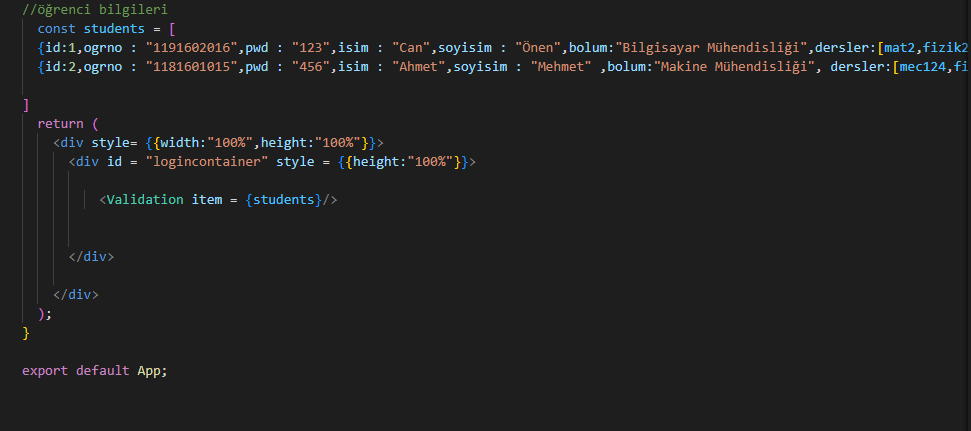 //öğrenci bilgileri
const students = [
{id:1,ogrno : "1191602016",pwd : "123",isim : "Can",soyisim : "Önen",bolum:"Bilgisayar Mühendisliği",dersler:[mat2,fizik2
{id:2,ogrno : "1181601015",pwd : "456",isim : "Ahmet",soyisim : "Mehmet" ,bolum:"Makine Mühendisliği", dersler:[mec124,fi
]
return (
<div style= {{width:"100%",height:"100%"}}>
<div id = "logincontainer" style = {{height:"100%"}}>
<Validation item = {students}/>
</div>
</div>
);
}
export default App;